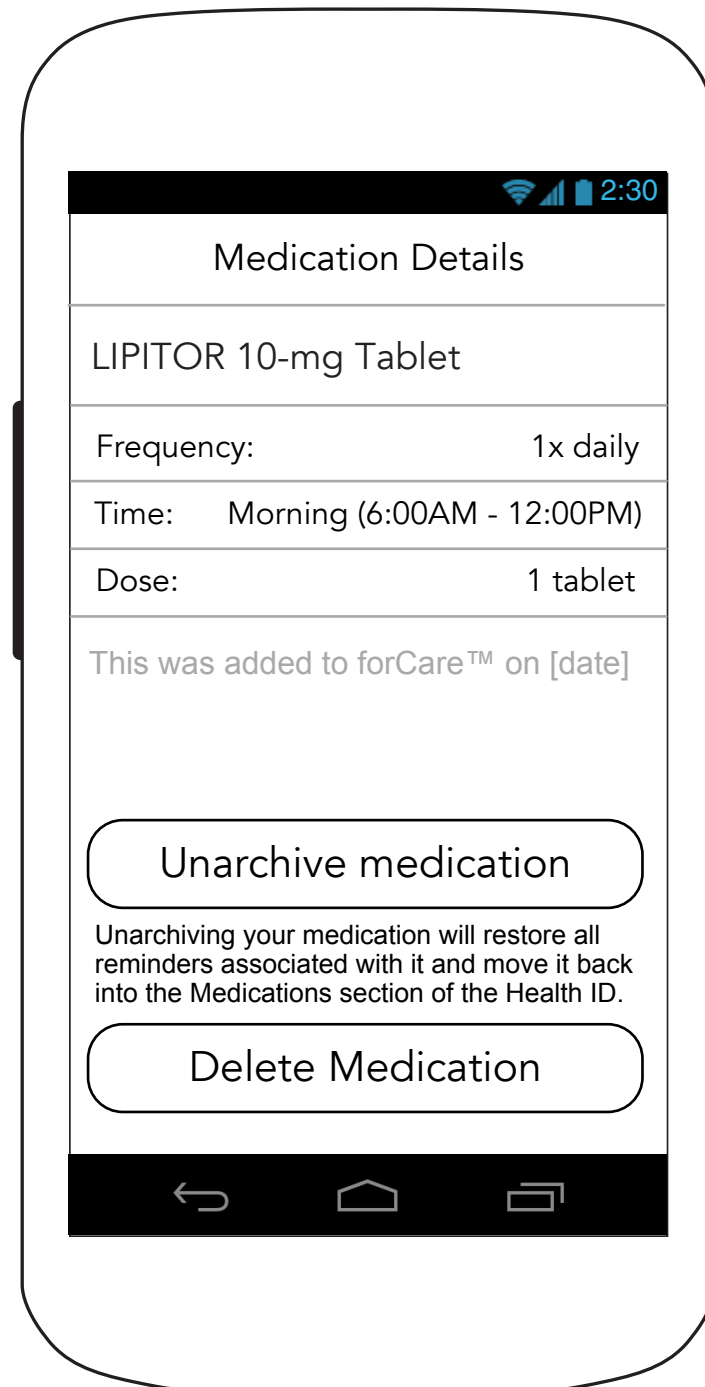 2:30
Medication Details
LIPITOR 10-mg Tablet
Frequency: 1x daily
Time: Morning (6:00AM - 12:00PM)
Dose: 1 tablet
This was added to forCare™ on [date]
Unarchive medication
Unarchiving your medication will restore all
reminders associated with it and move it back
into the Medications section of the Health ID.
Delete Medication